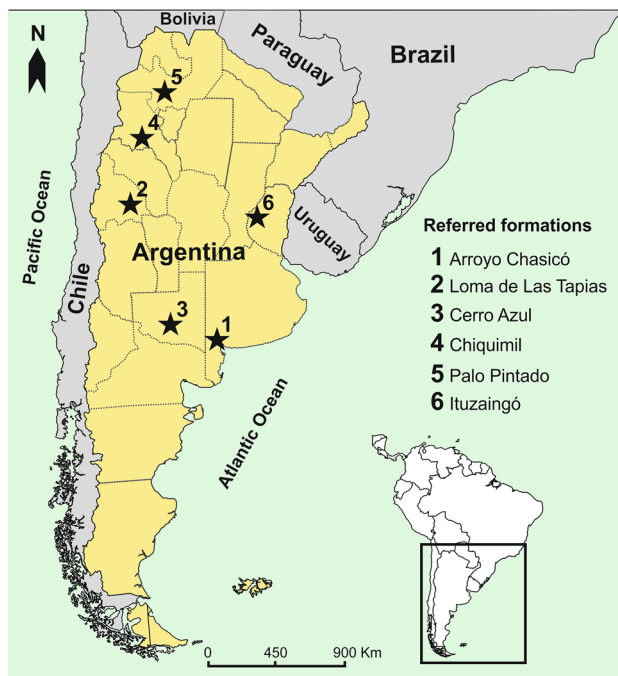 Bolivia
N
Paraguay
Brazil
5
4
Pacific Ocean
2
6
Uruguay
Argentina
Chile
3
1
Atlantic Ocean
Referred formations
1 Arroyo Chasicó
2 Loma de Las Tapias
3 Cerro Azul
4 Chiquimil
5 Palo Pintado
6 Ituzaingó
0 450 900 Km